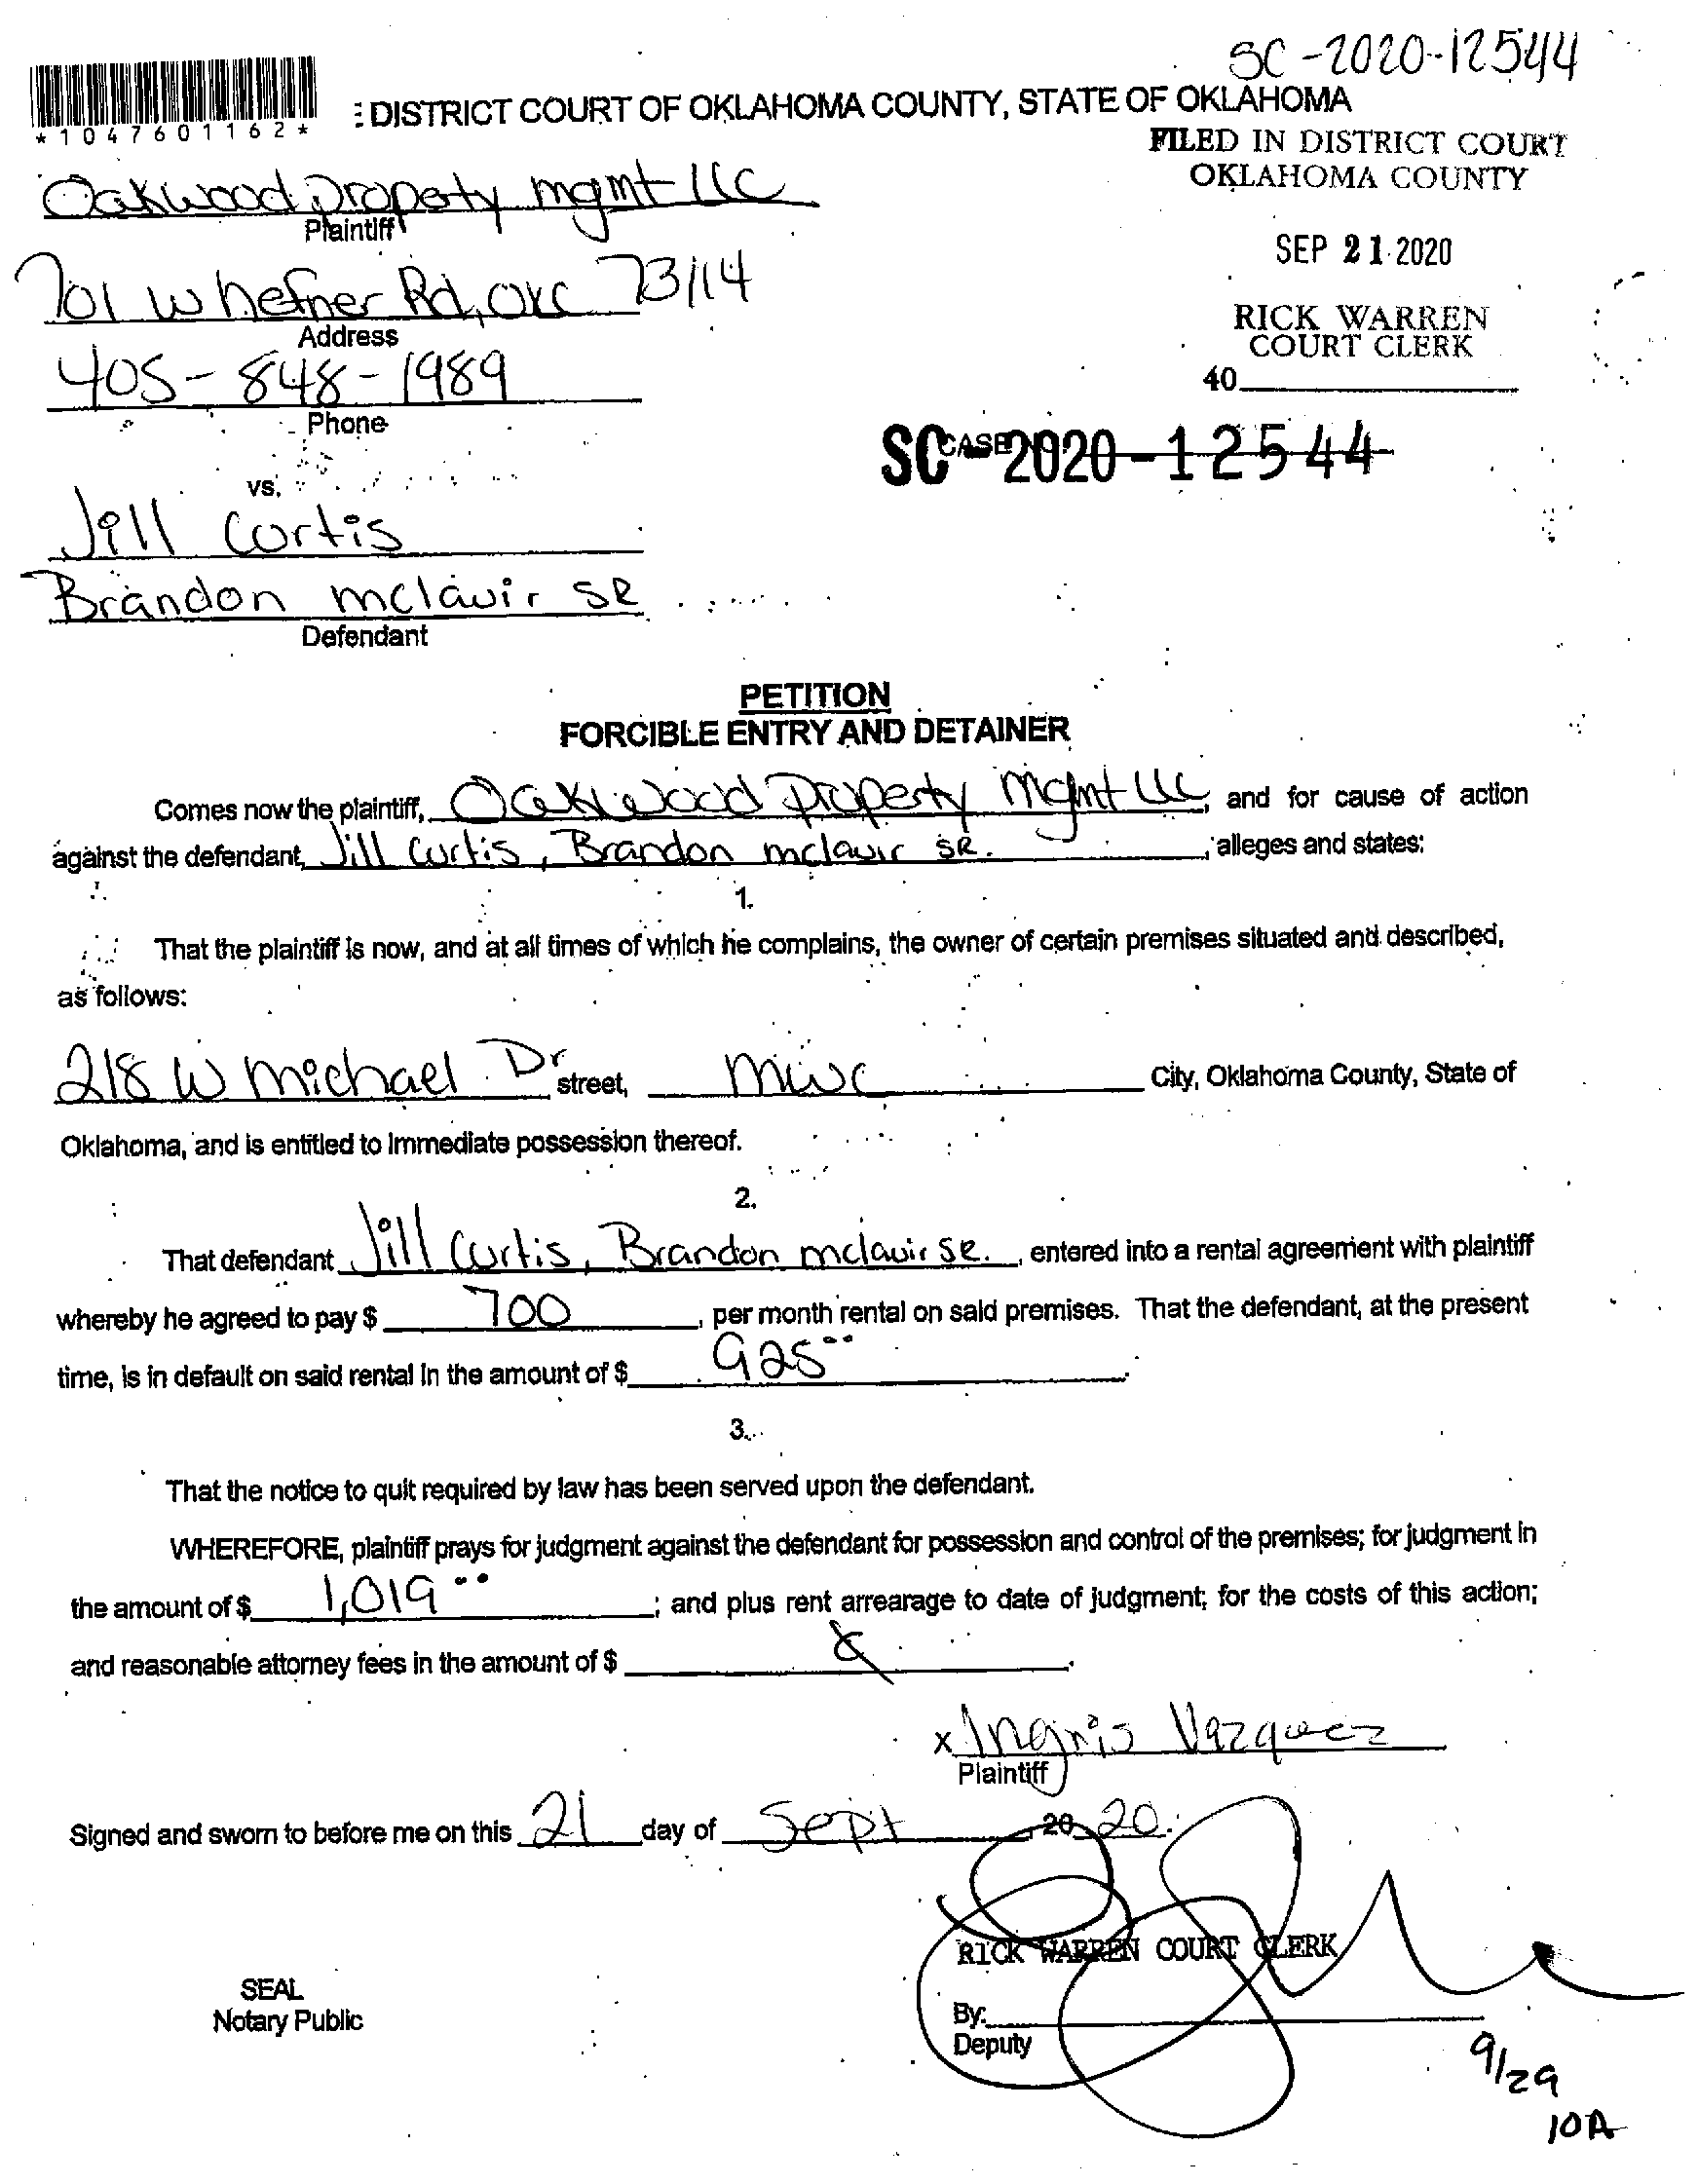 SC-2020-12544
*1047601162*
E DISTRICT COURT OF OKLAHOMA COUNTY, STATE OF OKLAHOMA
FILED IN DISTRICT COURT
OKLAHOMA COUNTY
Oakwood Propety mgmt llc
Plaintiff
SEP 21 2020
701 W hefner Rd, OKC 73114
Address
RICK WARREN
COURT CLERK
405-848-1989
Phone
40
SC-2020-12544
CASE
vs.
Jill Curtis
Brandon mclavir SR
Defendant
PETITION
FORCIBLE ENTRY AND DETAINER
Comes now the plaintiff, Oakwood Property Mgmt LLC, and for cause of action
against the defendant, Jill Curtis, Brandon mclavir SR. , alleges and states:
1.
That the plaintiff is now, and at all times of which he complains, the owner of certain premises situated and described,
as follows:
218 W michael Dr street, mwc City, Oklahoma County, State of
Oklahoma, and is entitled to immediate possession thereof.
2.
That defendant Jill Curtis, Brandon mclavir SR. , entered into a rental agreement with plaintiff
whereby he agreed to pay $ 700 , per month rental on said premises. That the defendant, at the present
time, is in default on said rental in the amount of $ 925 .
3.
That the notice to quit required by law has been served upon the defendant.
WHEREFORE, plaintiff prays for judgment against the defendant for possession and control of the premises; for judgment in
the amount of $ 1,019 ; and plus rent arrearage to date of judgment; for the costs of this action;
and reasonable attorney fees in the amount of $ .
x Ingris Vazquez
Plaintiff
Signed and sworn to before me on this 21 day of Sept , 20 20.
RICK WARREN COURT CLERK
SEAL
Notary Public
By:
Deputy
9/29
10A